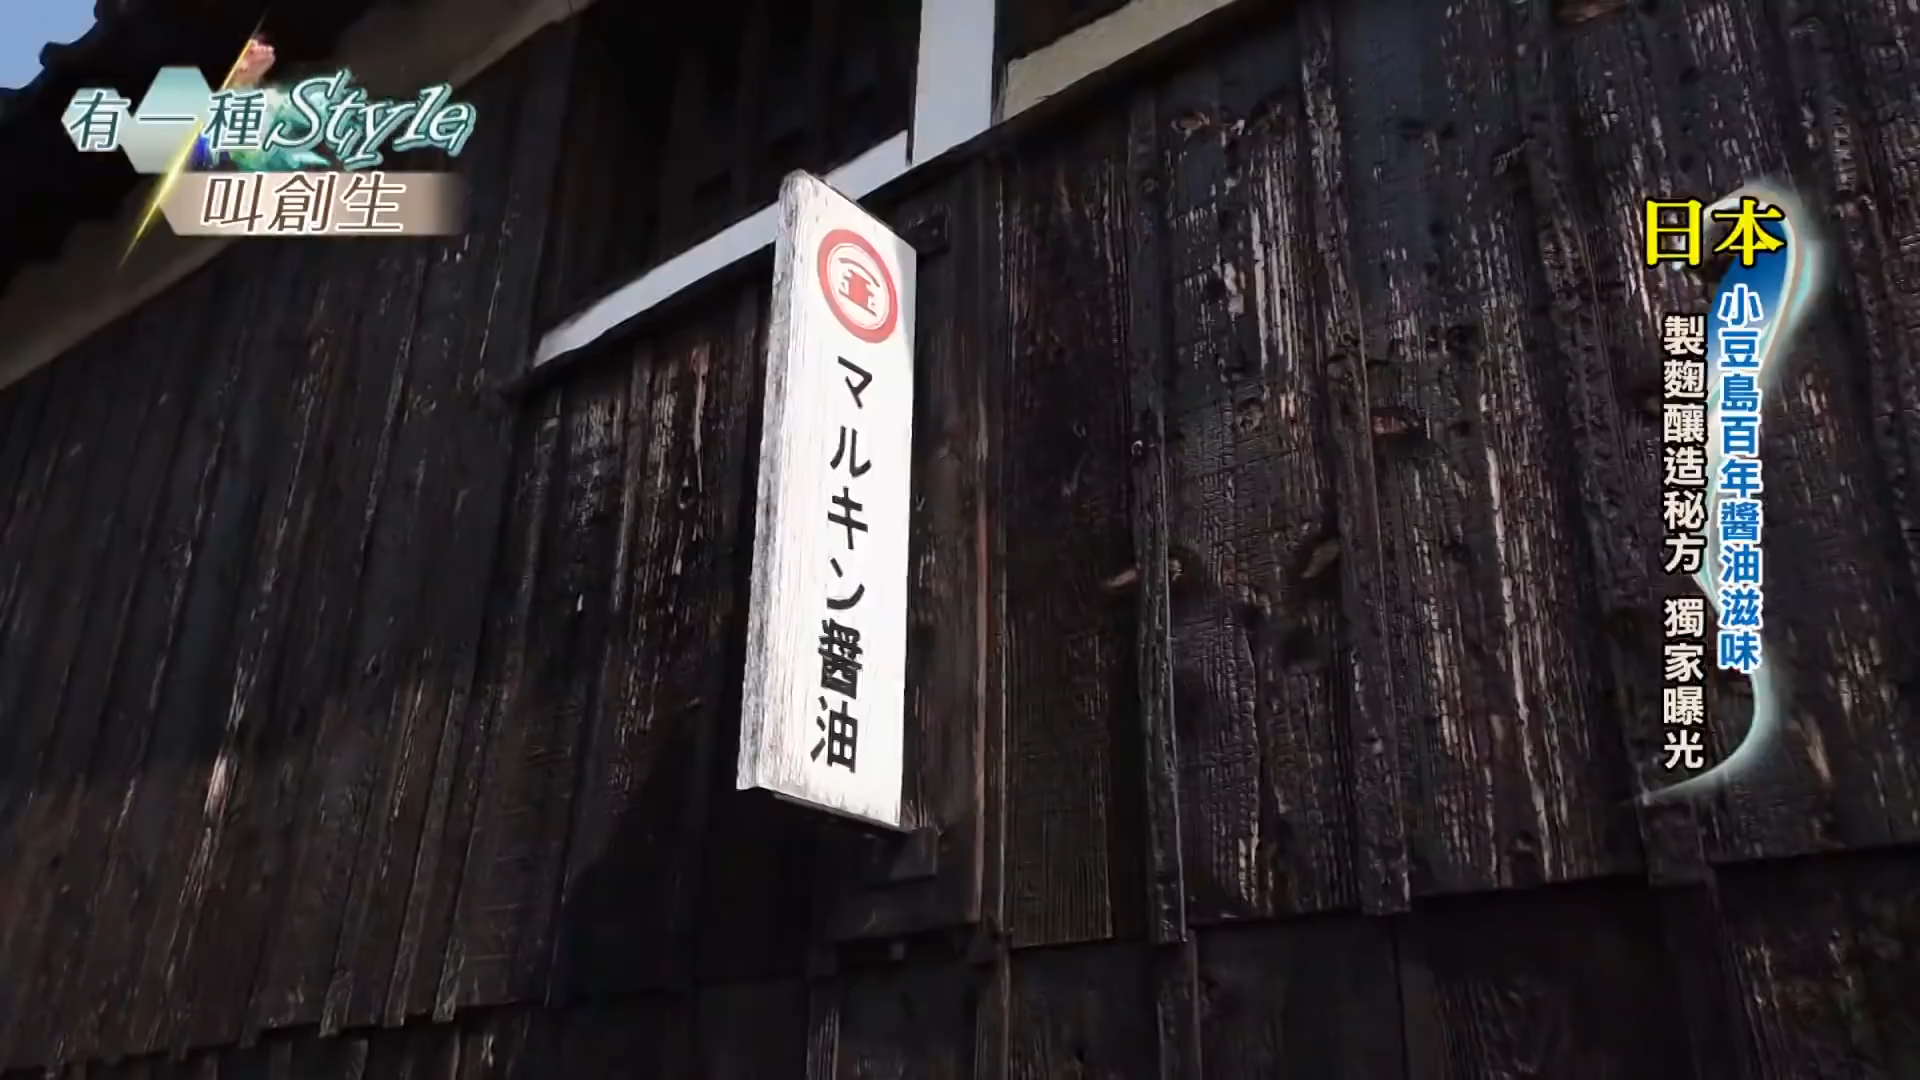 有一種Style
叫創生
マルキン醤油
日本
小豆島百年醬油滋味
製麴釀造秘方 獨家曝光